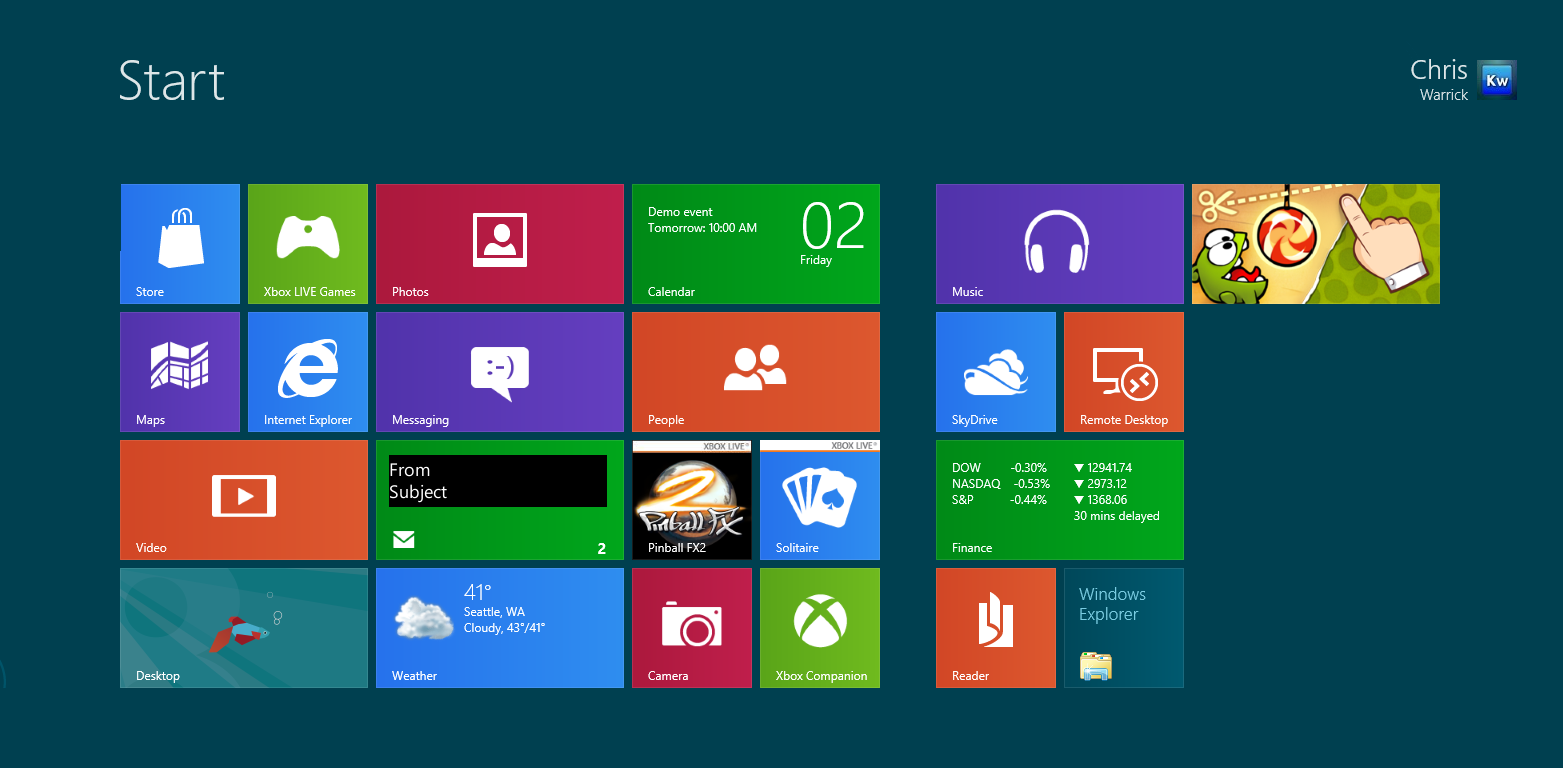 Start
Chris
Warrick
Kw
Store
Xbox LIVE Games
Photos
Demo event
Tomorrow: 10:00 AM
02
Friday
Calendar
Music
Maps
Internet Explorer
:-)
Messaging
People
SkyDrive
Remote Desktop
Video
From
Subject
2
XBOX LIVE®
2
Pinball FX
Pinball FX2
XBOX LIVE®
Solitaire
DOW -0.30% ▼ 12941.74
NASDAQ -0.53% ▼ 2973.12
S&P -0.44% ▼ 1368.06
30 mins delayed
Finance
Desktop
41°
Seattle, WA
Cloudy, 43°/41°
Weather
Camera
Xbox Companion
Reader
Windows
Explorer